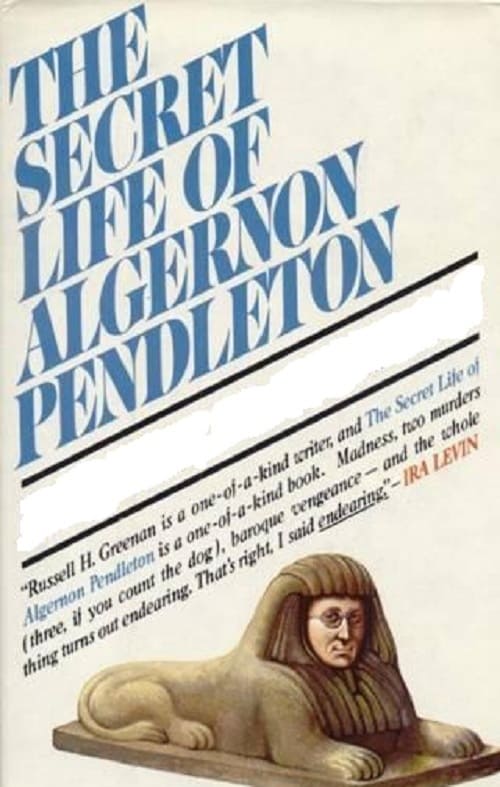 THE
SECRET
LIFE OF
ALGERNON
PENDLETON
"Russell H. Greenan is a one-of-a-kind writer, and The Secret Life of
Algernon Pendleton is a one-of-a-kind book. Madness, two murders
(three, if you count the dog), baroque vengeance—and the whole
thing turns out endearing. That's right, I said endearing."—IRA LEVIN